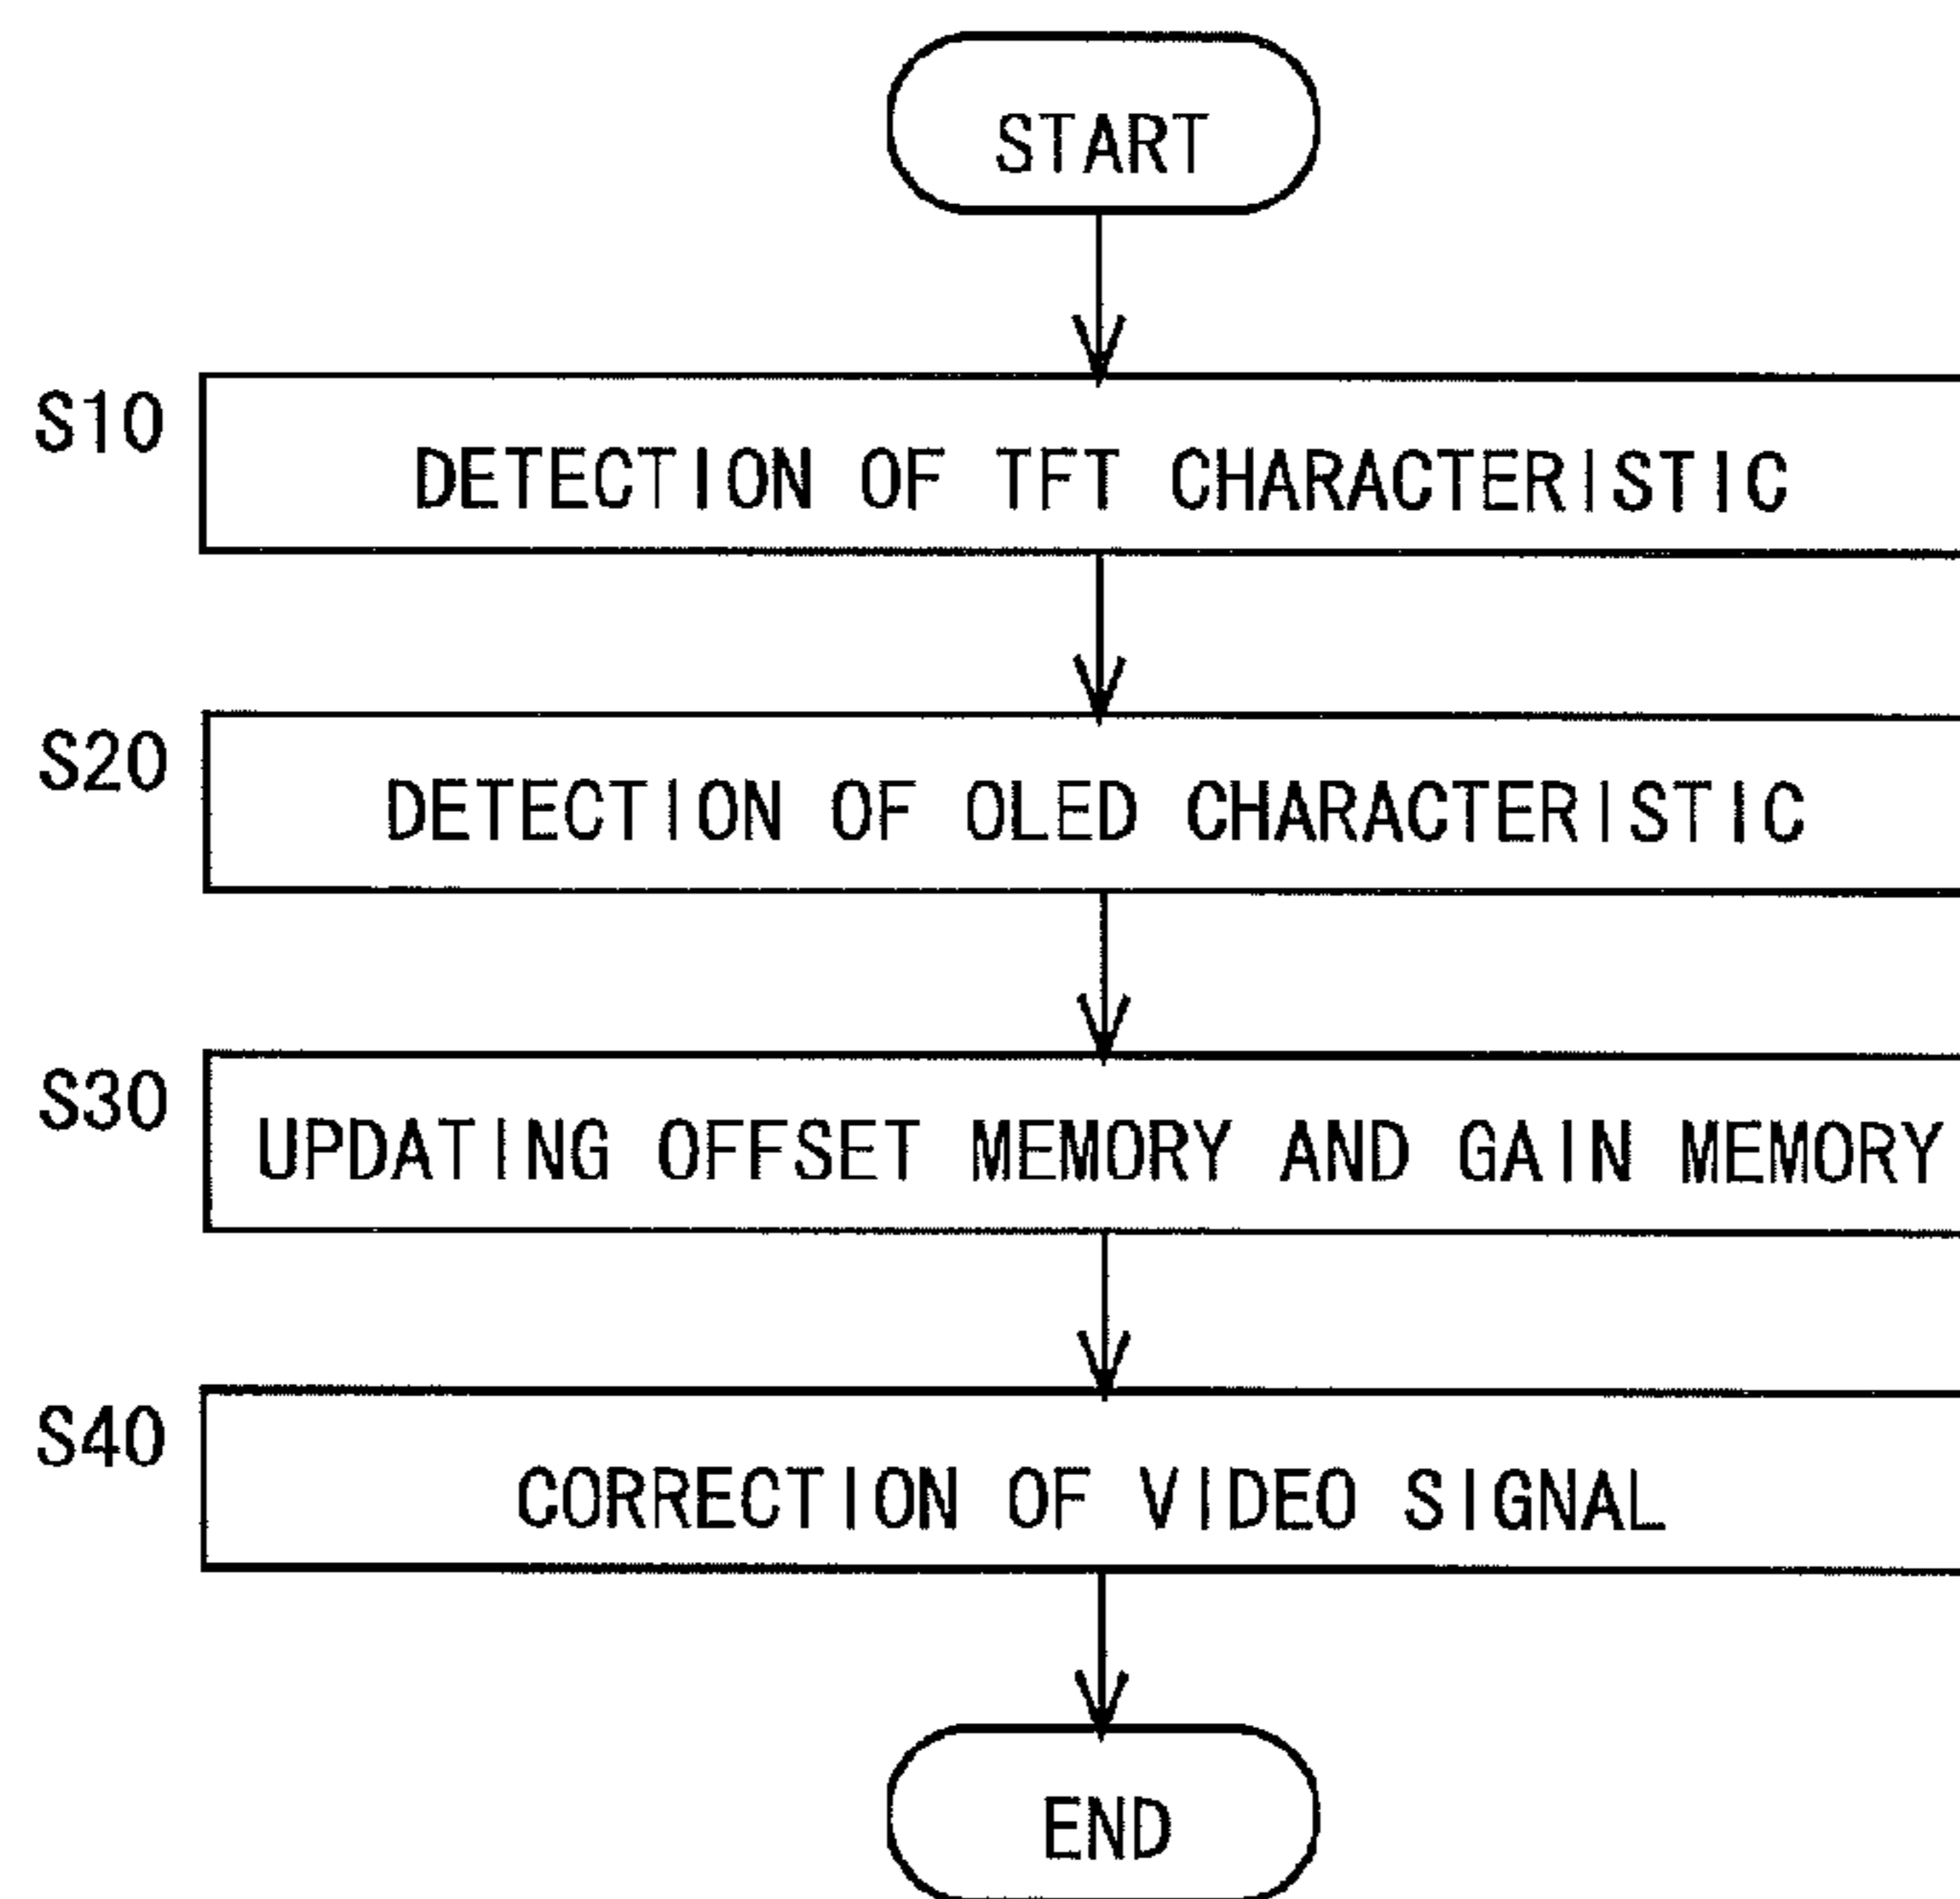 START
S10
DETECTION OF TFT CHARACTERISTIC
S20
DETECTION OF OLED CHARACTERISTIC
S30
UPDATING OFFSET MEMORY AND GAIN MEMORY
S40
CORRECTION OF VIDEO SIGNAL
END